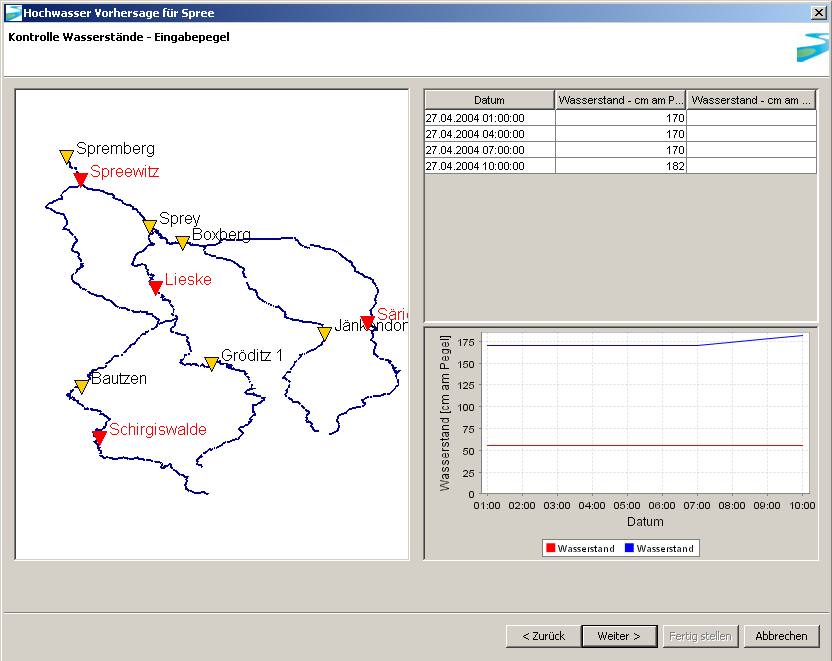 Hochwasser Vorhersage für Spree
Kontrolle Wasserstände - Eingabepegel
Spremberg
Spreewitz
Sprey
Boxberg
Lieske
Säric
Jänkendor
Gröditz 1
Bautzen
Schirgiswalde
Datum Wasserstand - cm am P... Wasserstand - cm am ...
27.04.2004 01:00:00 170
27.04.2004 04:00:00 170
27.04.2004 07:00:00 170
27.04.2004 10:00:00 182
Wasserstand [cm am Pegel]
175
150
125
100
75
50
25
0
01:00 02:00 03:00 04:00 05:00 06:00 07:00 08:00 09:00 10:00
Datum
Wasserstand Wasserstand
< Zurück Weiter > Fertig stellen Abbrechen